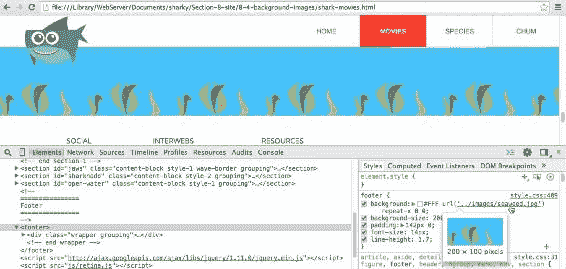 file:///Library/WebServer/Documents/sharky/Section-8-site/8-4-background-images/shark-movies.html
HOME MOVIES SPECIES CHUM
SOCIAL INTERWEBS RESOURCES
Elements Network Sources Timeline Profiles Resources Audits Console
<!-- end section 1 -->
<section id="jaws" class="content-block style-1 wave-border grouping">…</section>
<section id="sharknado" class="content-block style-2 grouping">…</section>
<section id="open-water" class="content-block style-1 grouping">…</section>
<!--
================
Footer
================
-->
<footer>
<div class="wrapper grouping">…</div>
<!-- end wrapper -->
</footer>
<script src="http://ajax.googleapis.com/ajax/libs/jquery/1.11.0/jquery.min.js"></script>
<script src="js/retina.js"></script>
Styles Computed Event Listeners DOM Breakpoints
element.style {
}
footer { style.css:409
background: #FFF url('../images/seaweed.jpg')
repeat-x 0 0;
background-size: 200
padding: 142px 0
font-size: 14px;
line-height: 1.7;
}
200 × 100 pixels
article, aside, detail style.css:31
figure, footer, header